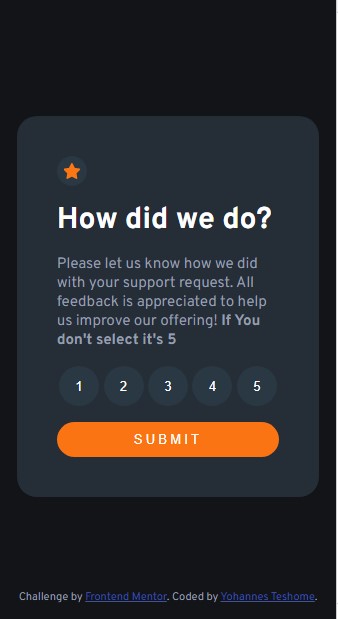 How did we do?
Please let us know how we did
with your support request. All
feedback is appreciated to help
us improve our offering! If You
don't select it's 5
1 2 3 4 5
SUBMIT
Challenge by Frontend Mentor. Coded by Yohannes Teshome.